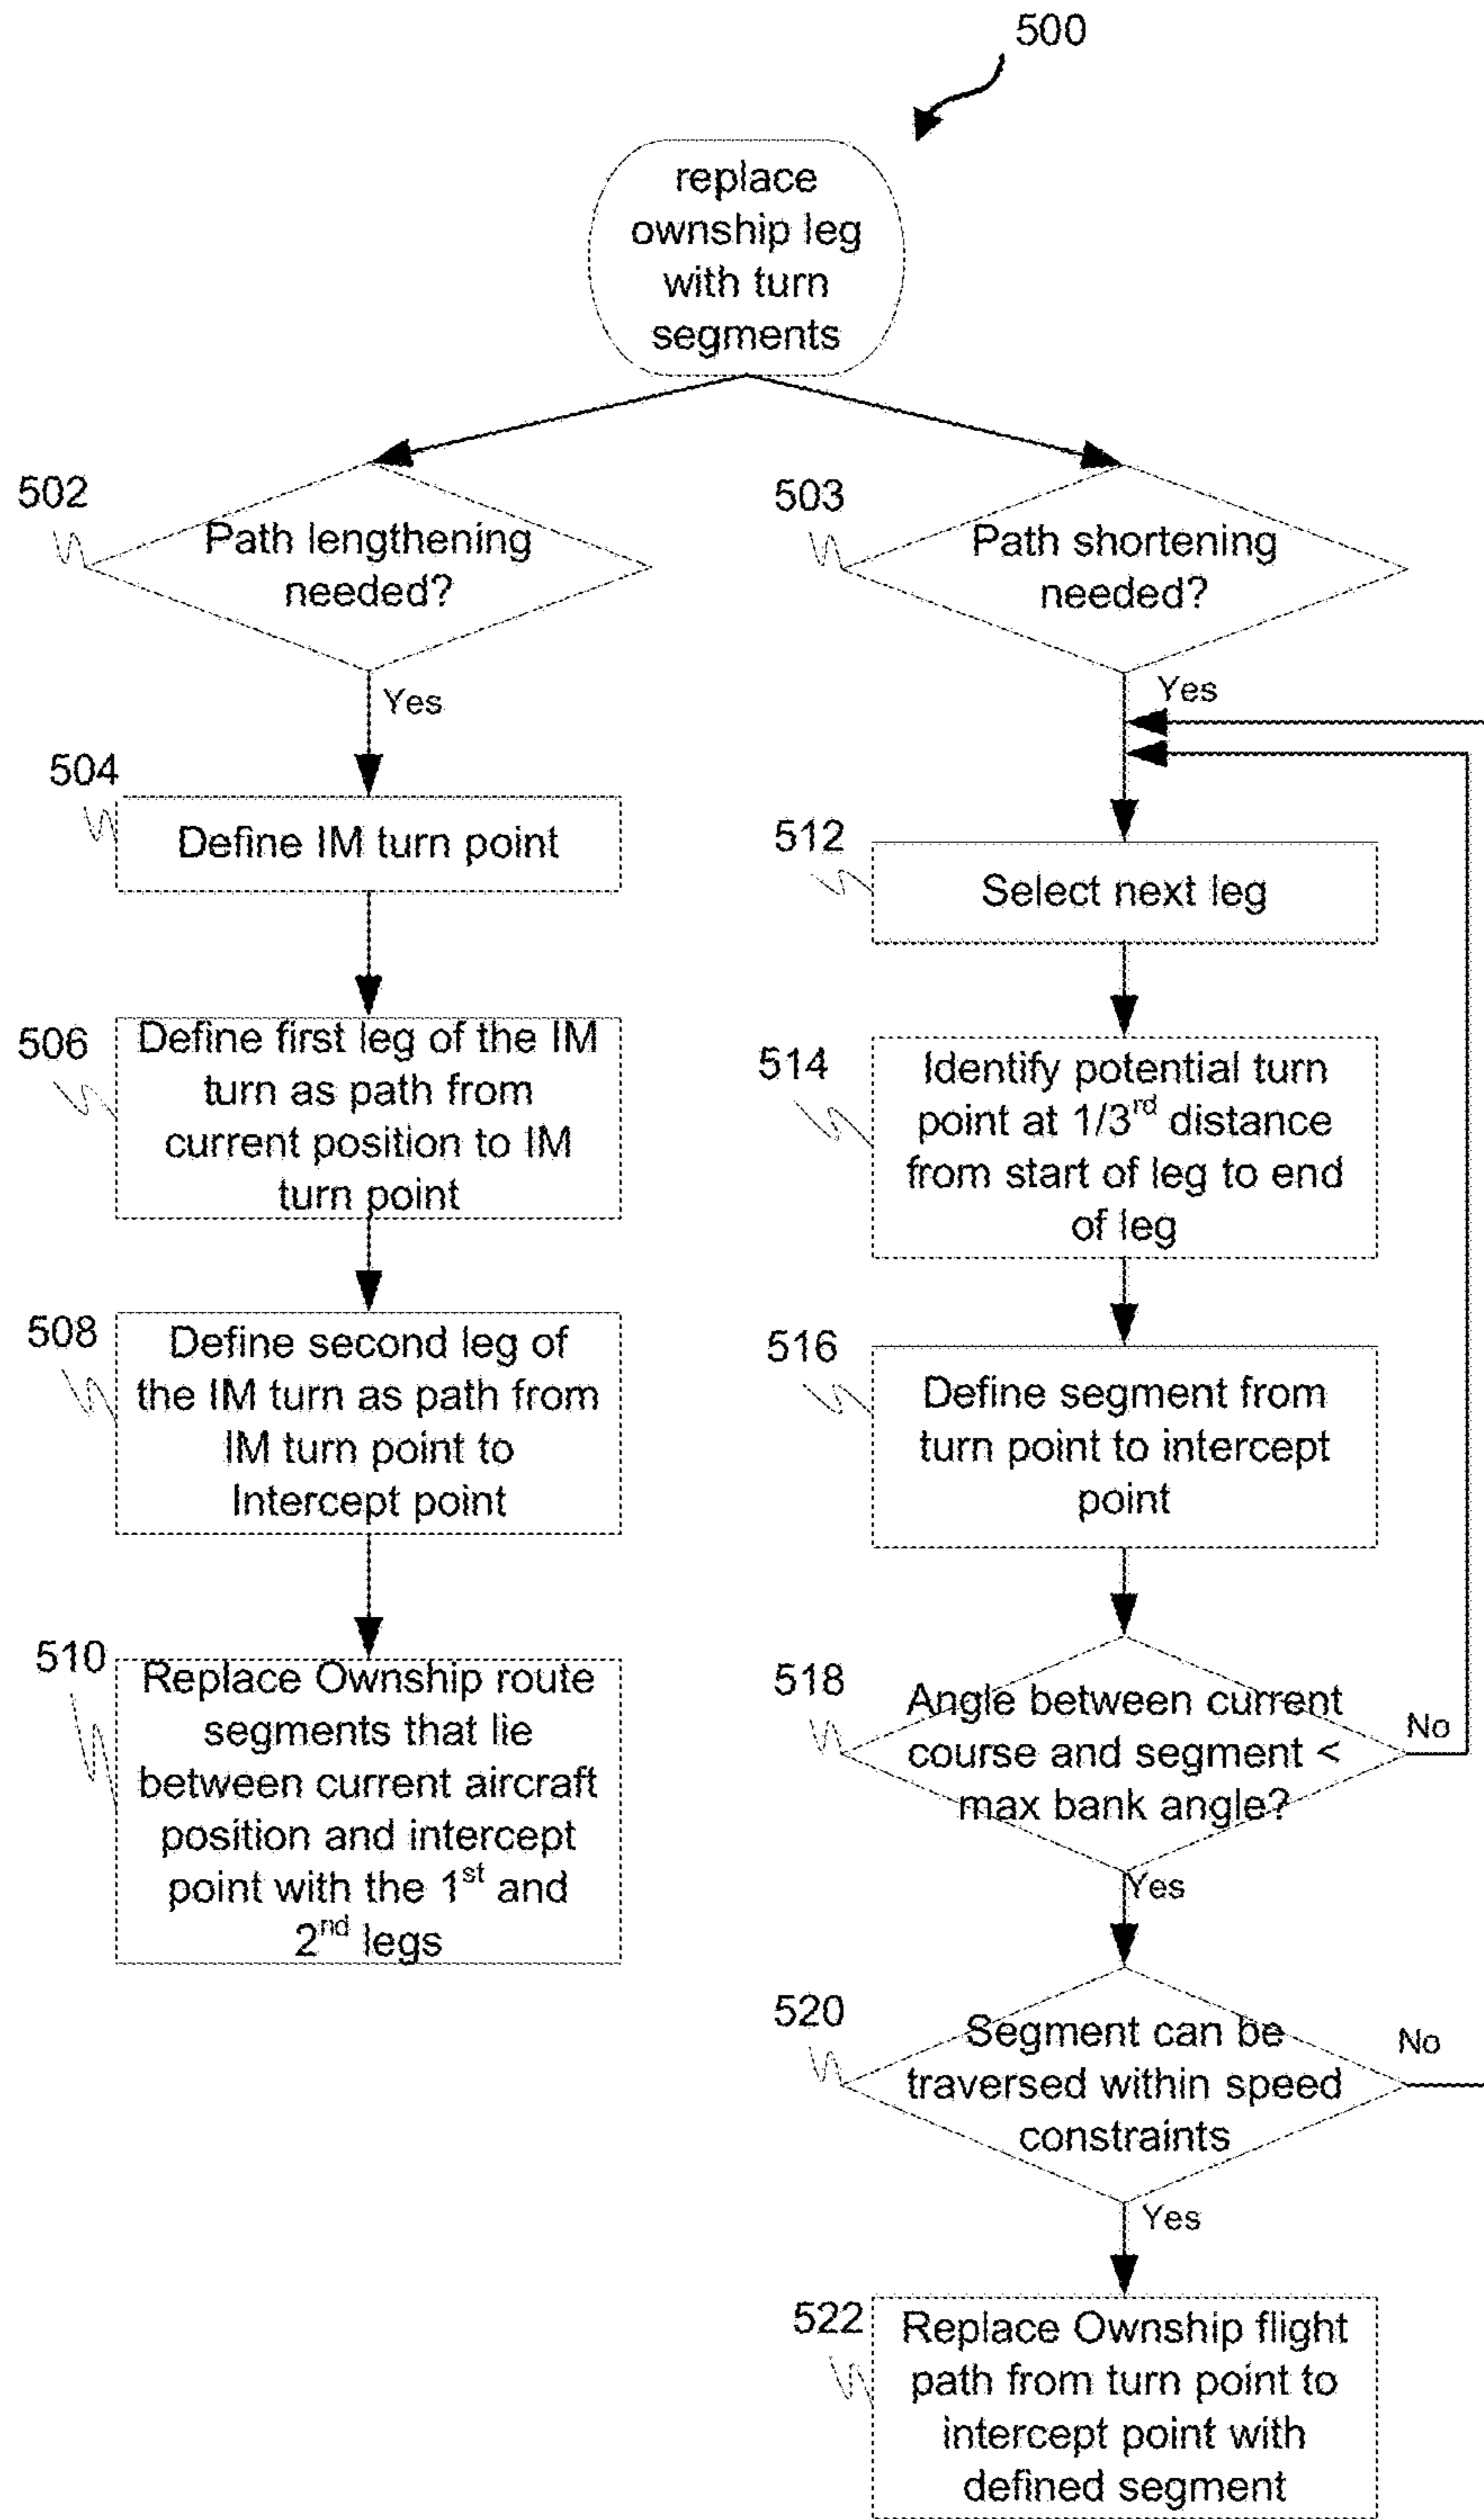 500
replace
ownship leg
with turn
segments
502
Path lengthening
needed?
Yes
504
Define IM turn point
506
Define first leg of the IM
turn as path from
current position to IM
turn point
508
Define second leg of
the IM turn as path from
IM turn point to
Intercept point
510
Replace Ownship route
segments that lie
between current aircraft
position and intercept
point with the 1st and
2nd legs
503
Path shortening
needed?
Yes
512
Select next leg
514
Identify potential turn
point at 1/3rd distance
from start of leg to end
of leg
516
Define segment from
turn point to intercept
point
518
Angle between current
course and segment <
max bank angle?
No
Yes
520
Segment can be
traversed within speed
constraints
No
Yes
522
Replace Ownship flight
path from turn point to
intercept point with
defined segment